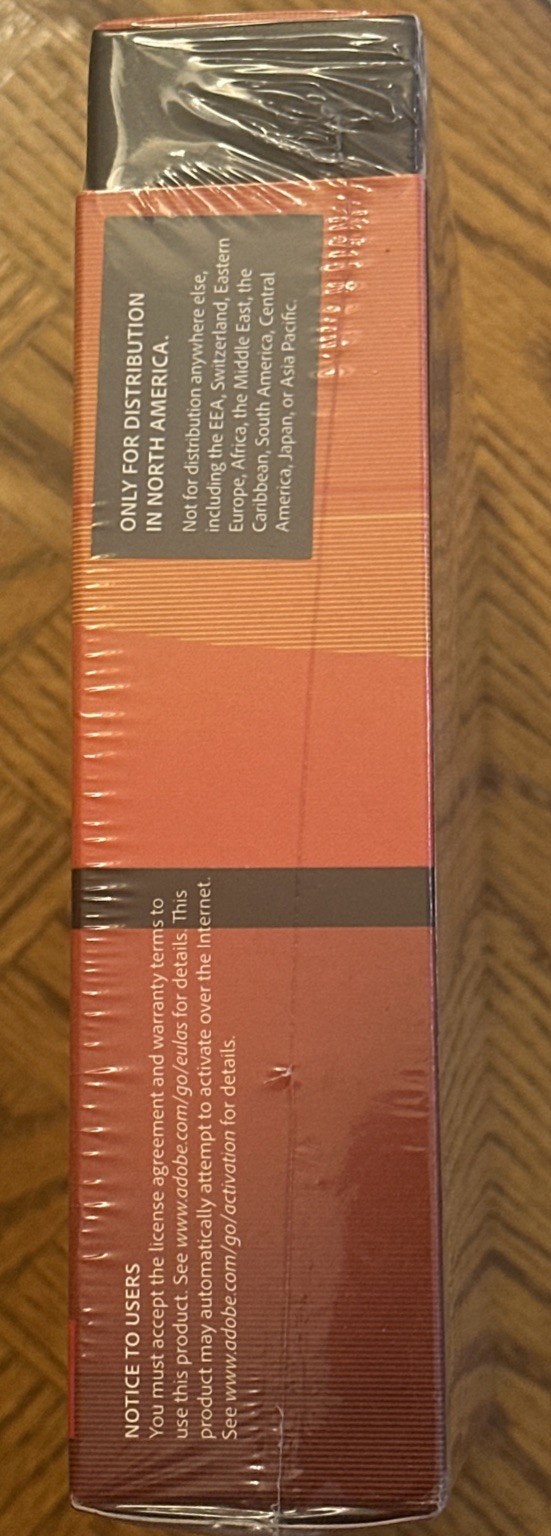 NOTICE TO USERS
You must accept the license agreement and warranty terms to
use this product. See www.adobe.com/go/eulas for details. This
product may automatically attempt to activate over the Internet.
See www.adobe.com/go/activation for details.
ONLY FOR DISTRIBUTION
IN NORTH AMERICA.
Not for distribution anywhere else,
including the EEA, Switzerland, Eastern
Europe, Africa, the Middle East, the
Caribbean, South America, Central
America, Japan, or Asia Pacific.